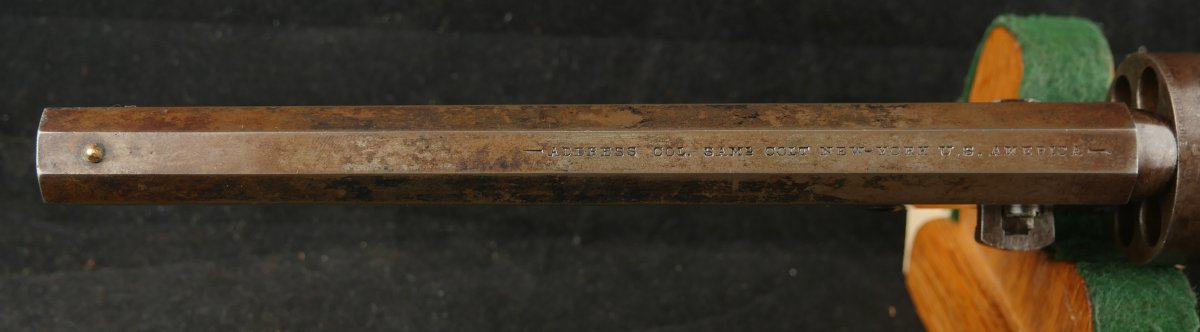 ADDRESS COL. SAML COLT NEW-YORK U.S. AMERICA